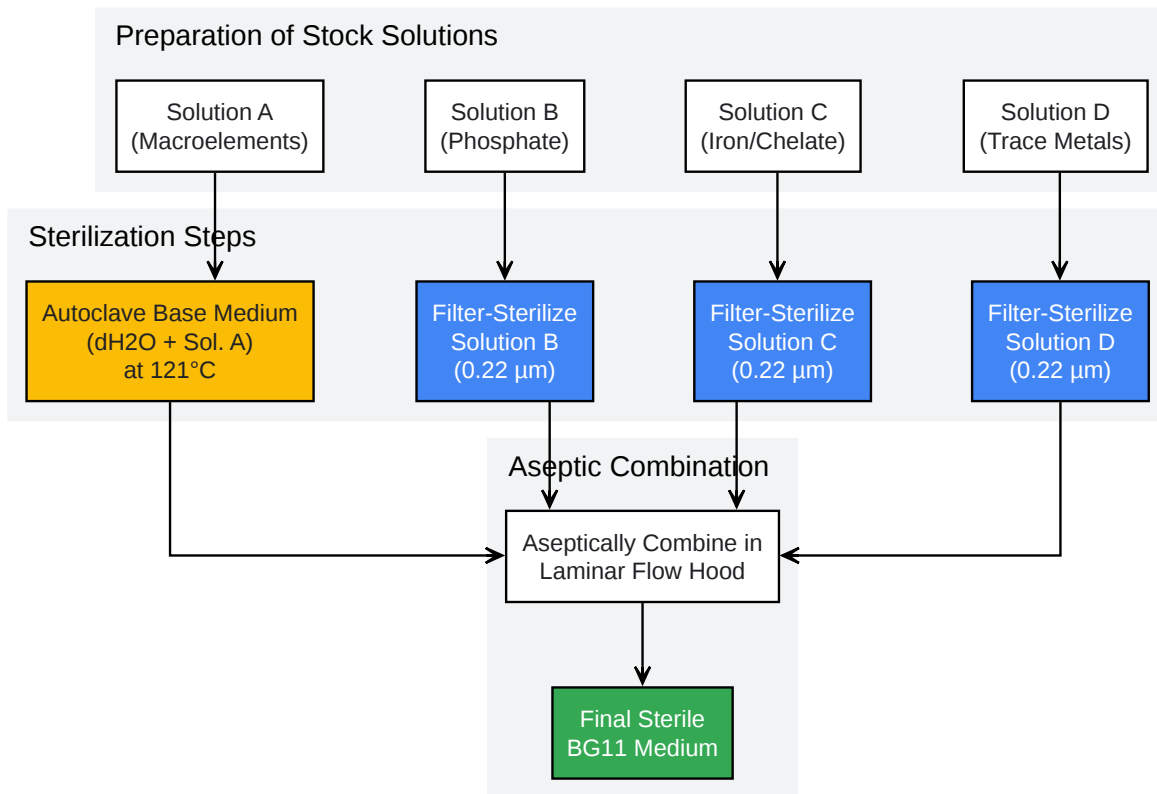 Preparation of Stock Solutions
Solution A
(Macroelements)
Solution B
(Phosphate)
Solution C
(Iron/Chelate)
Solution D
(Trace Metals)
Sterilization Steps
Autoclave Base Medium
(dH2O + Sol. A)
at 121°C
Filter-Sterilize
Solution B
(0.22 µm)
Filter-Sterilize
Solution C
(0.22 µm)
Filter-Sterilize
Solution D
(0.22 µm)
Aseptic Combination
Aseptically Combine in
Laminar Flow Hood
Final Sterile
BG11 Medium